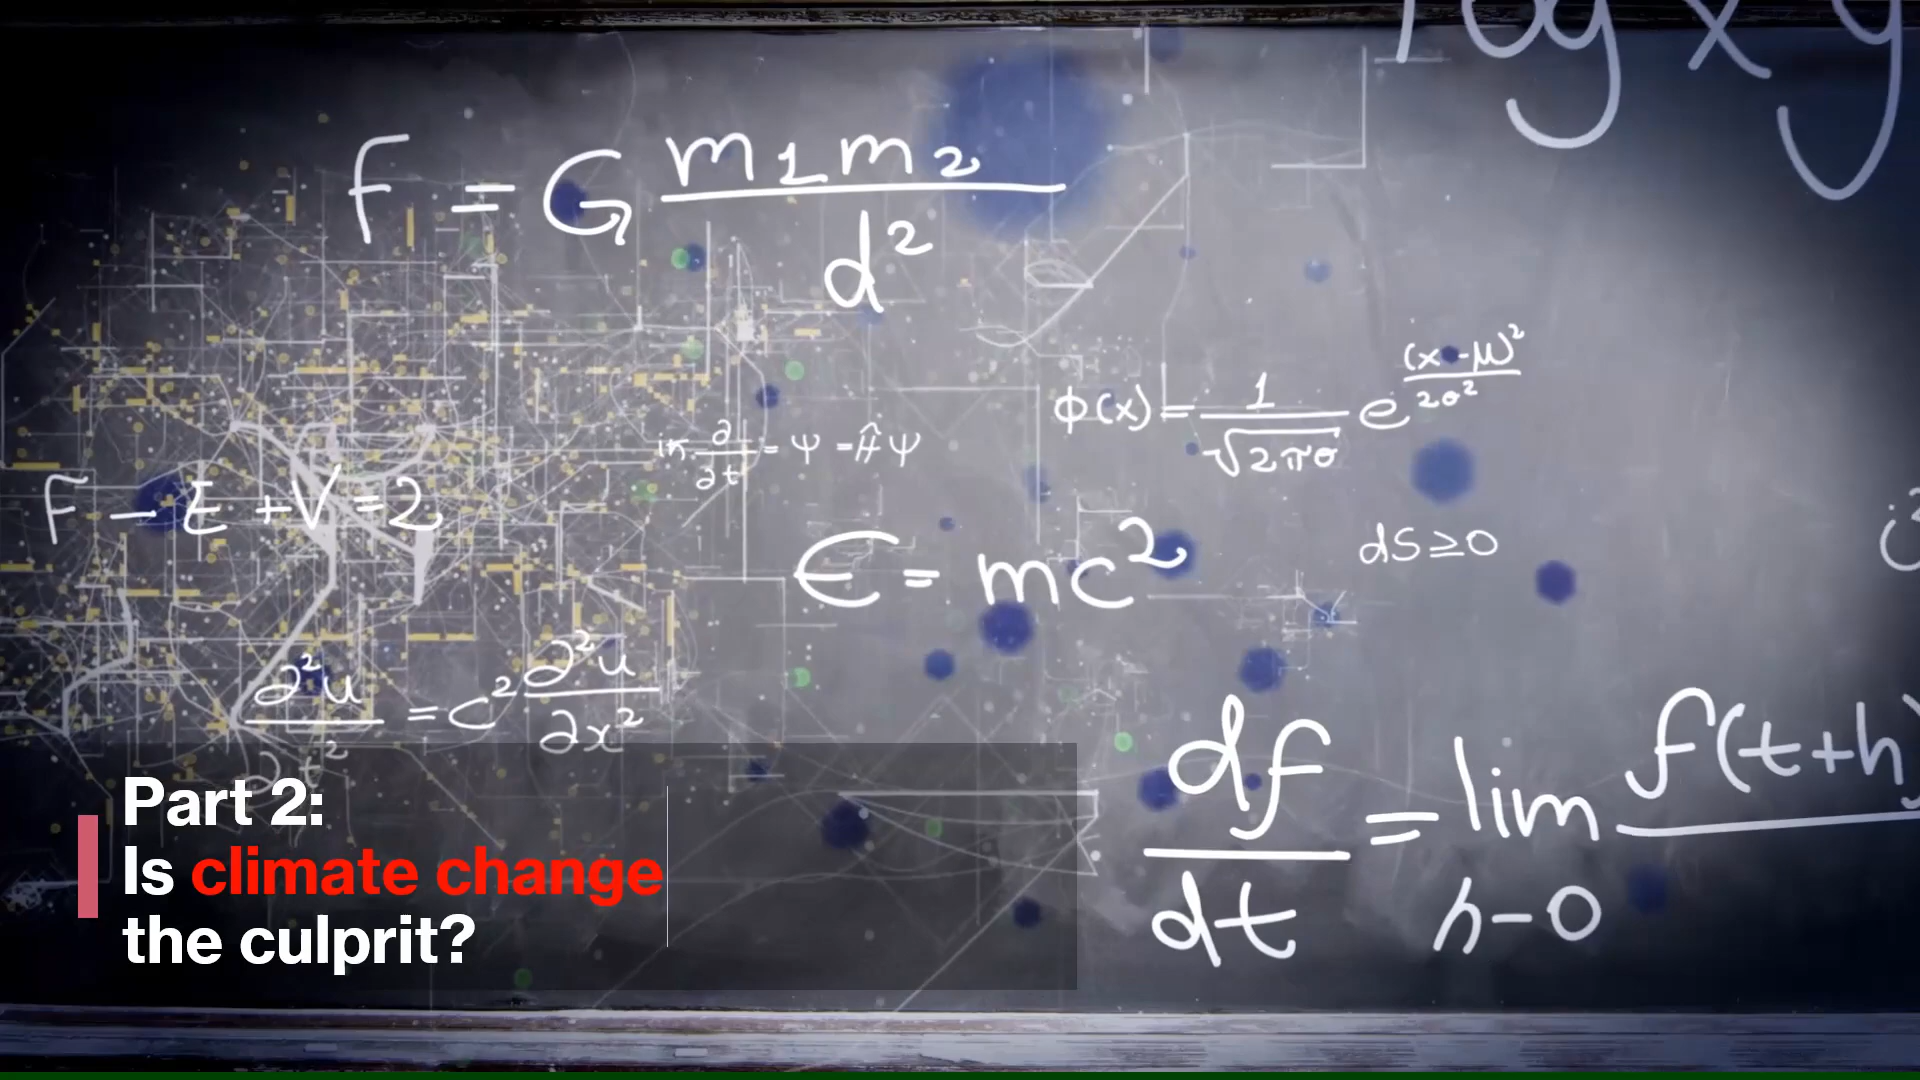 log x y
F = G m1m2
d²
φ(x) = 1/√2πσ e (x-μ)²/2σ²
∂/∂t = Ψ = ĤΨ
F - E + V = 2
E = mc²
dS ≥ 0
∂²u/∂t² = c² ∂²u/∂x²
df/dt = lim f(t+h)
h-0
Part 2:
Is climate change
the culprit?